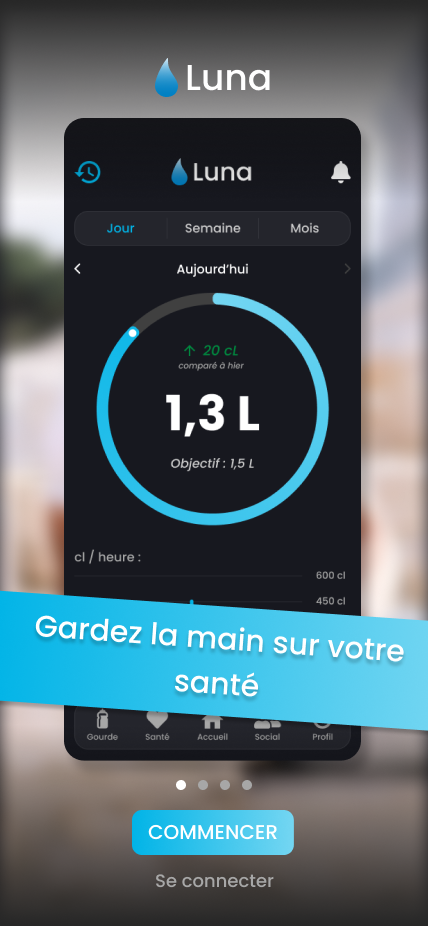 Luna
Luna
Jour Semaine Mois
Aujourd'hui
20 cL
comparé à hier
1,3 L
Objectif : 1,5 L
cl / heure :
600 cl
450 cl
Gardez la main sur votre
santé
Gourde Santé Accueil Social Profil
COMMENCER
Se connecter